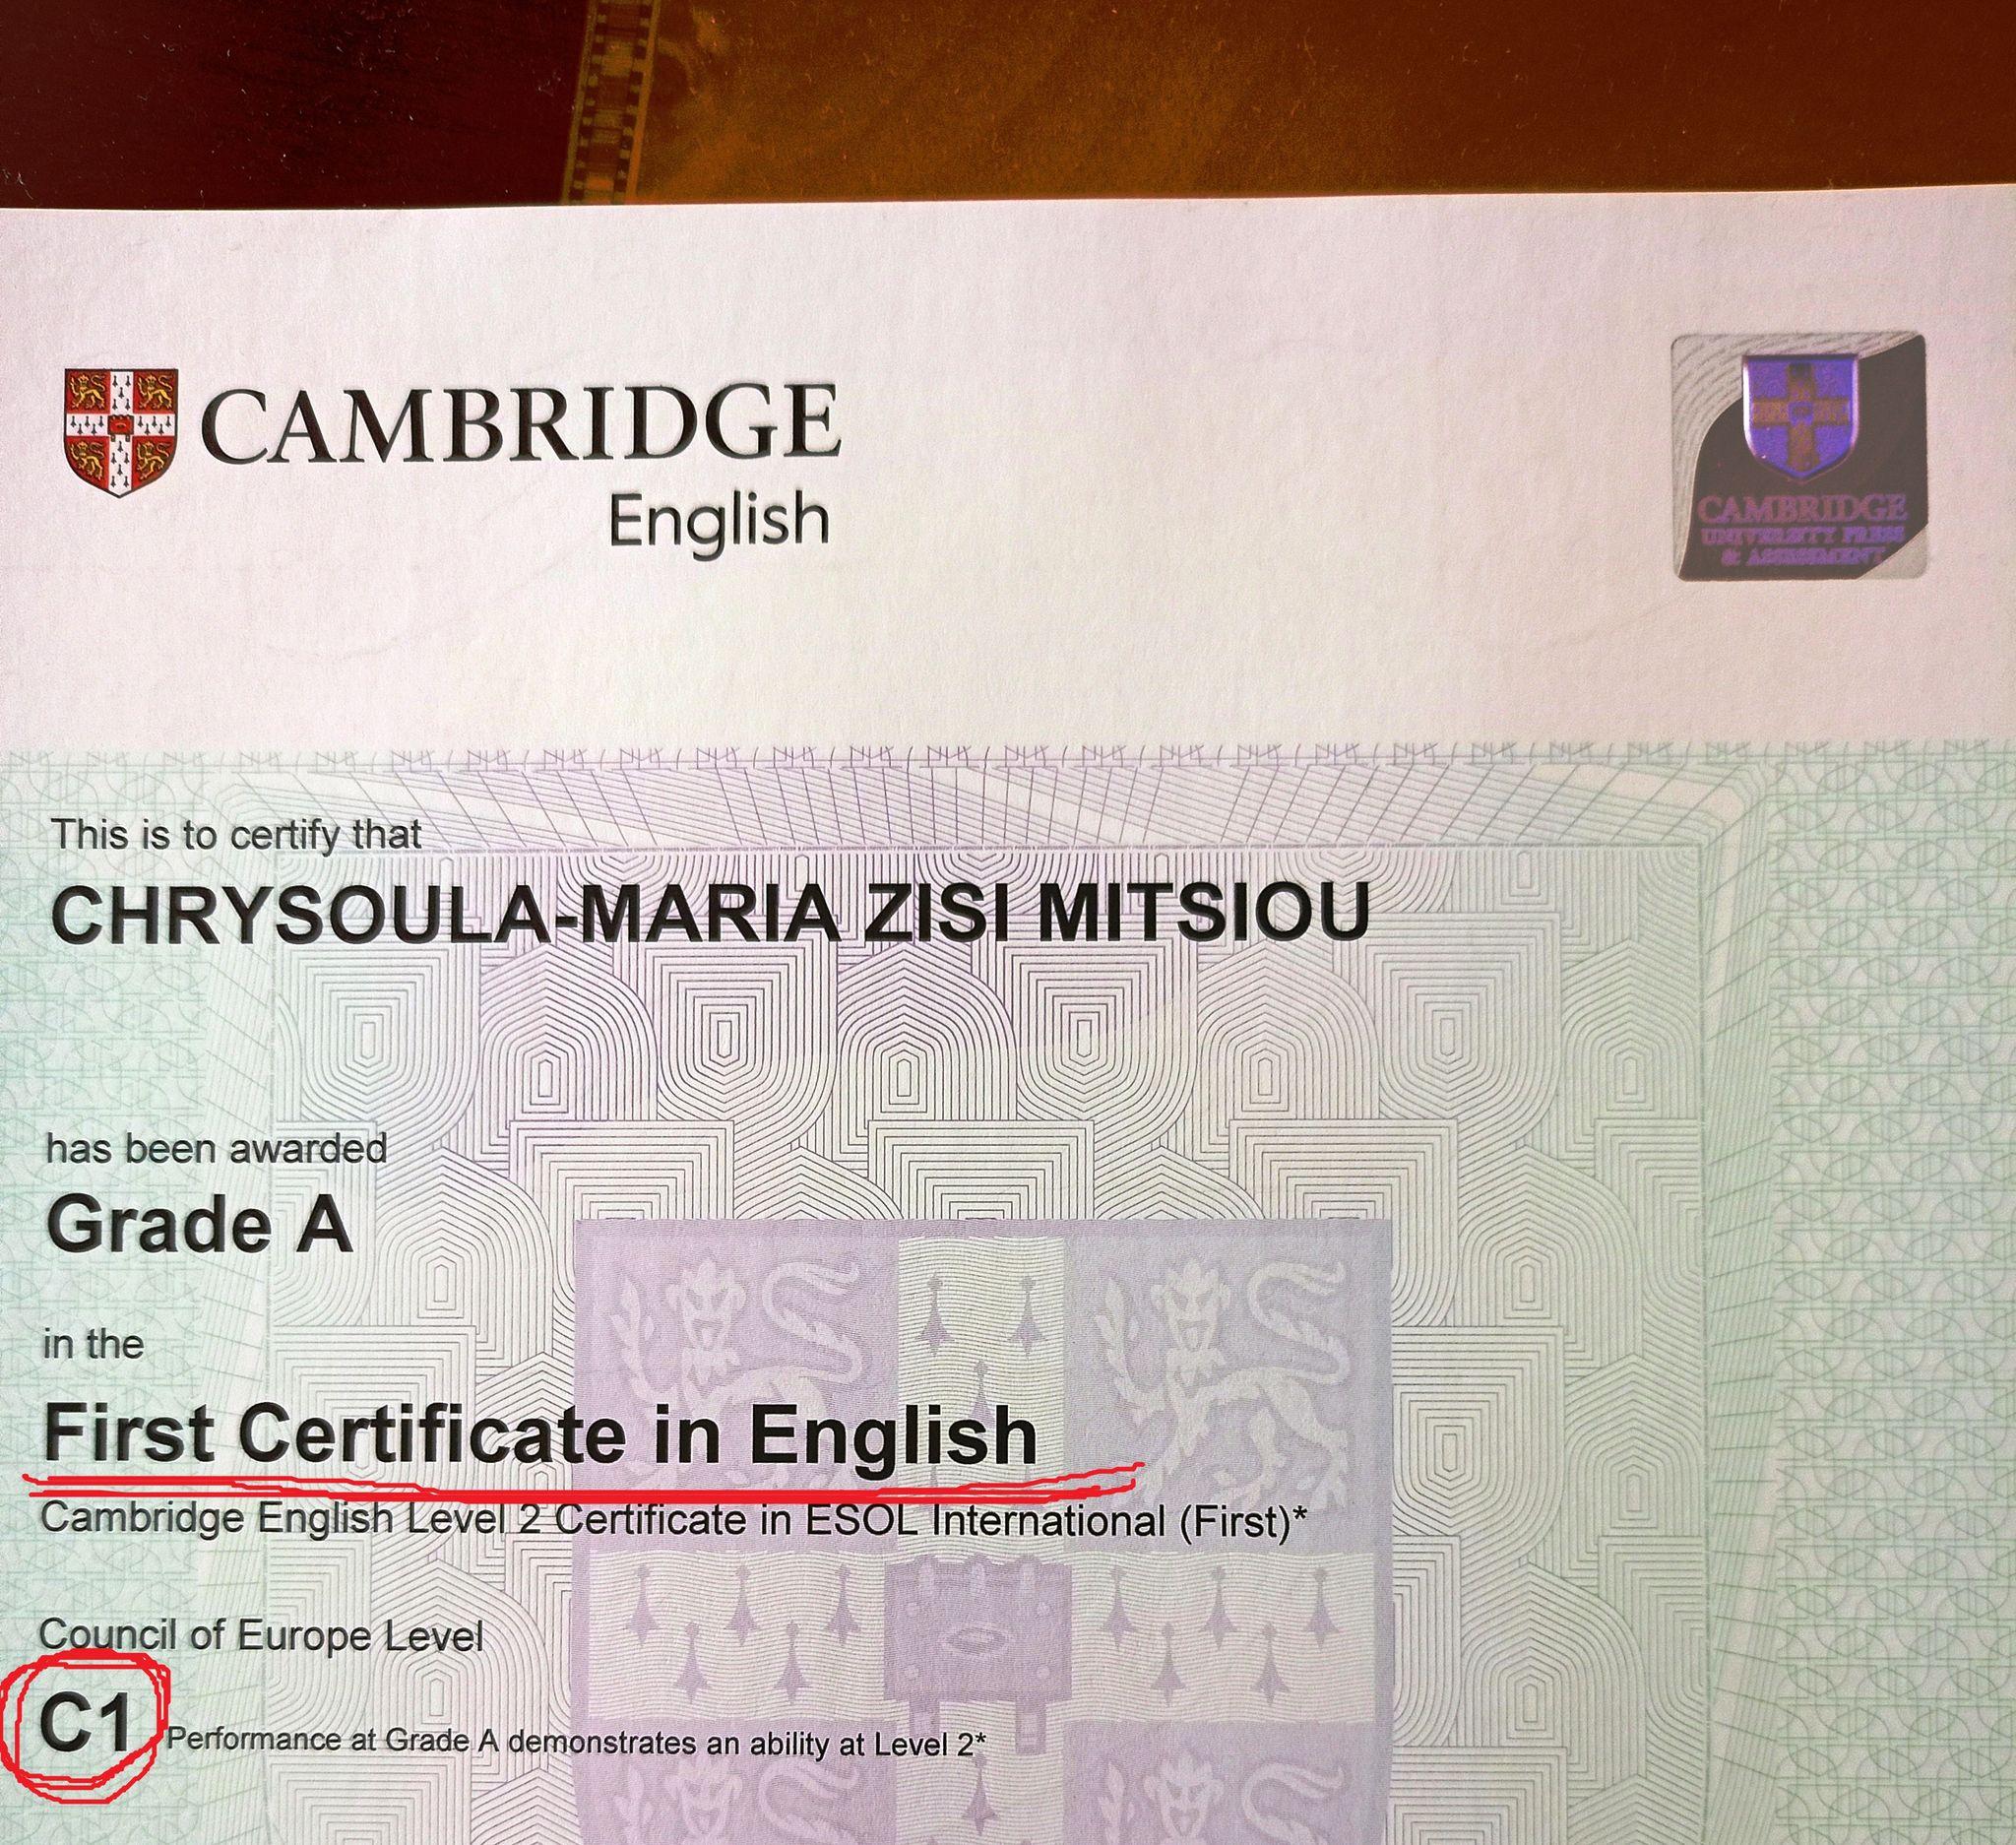 CAMBRIDGE
English
CAMBRIDGE
UNIVERSITY PRESS
& ASSESSMENT
This is to certify that
CHRYSOULA-MARIA ZISI MITSIOU
has been awarded
Grade A
in the
First Certificate in English
Cambridge English Level 2 Certificate in ESOL International (First)*
Council of Europe Level
C1 Performance at Grade A demonstrates an ability at Level 2*